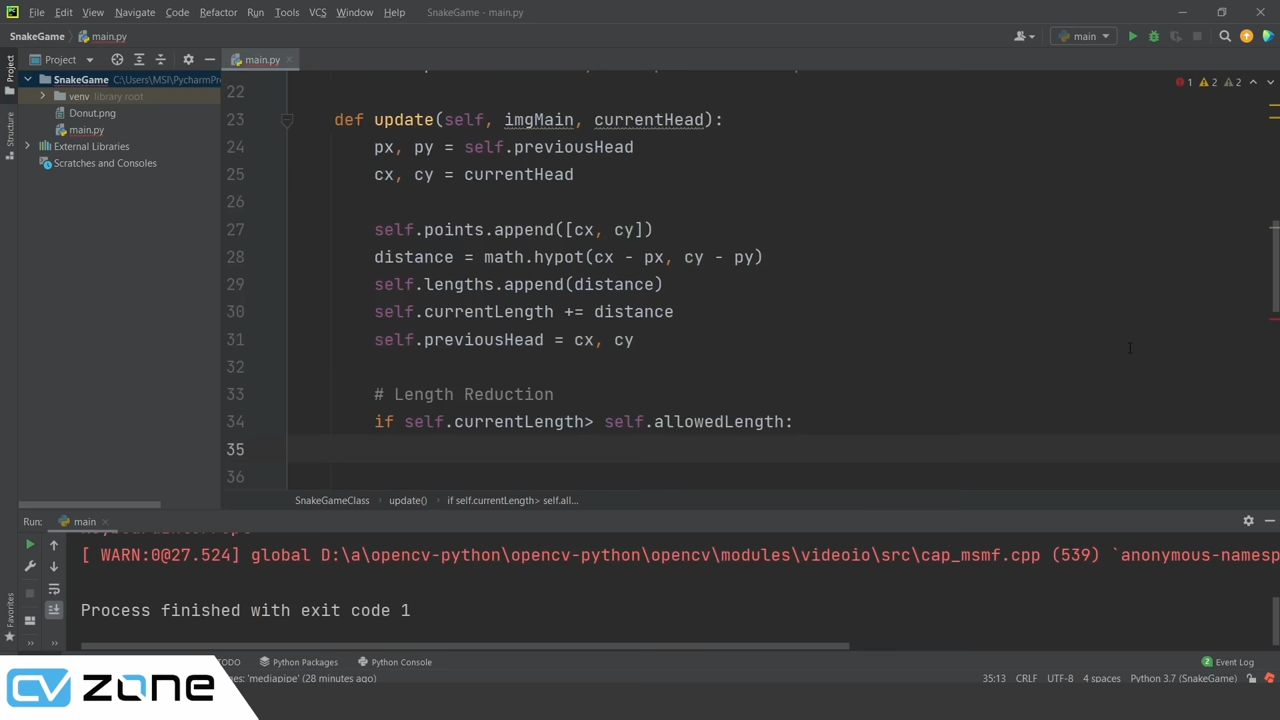 File Edit View Navigate Code Refactor Run Tools VCS Window Help SnakeGame - main.py
SnakeGame main.py main
Project main.py
SnakeGame C:\Users\MSI\PycharmPr
venv library root
Donut.png
main.py
External Libraries
Scratches and Consoles
Project
Structure
Favorites
1 2 2
22
23 def update(self, imgMain, currentHead):
24 px, py = self.previousHead
25 cx, cy = currentHead
26
27 self.points.append([cx, cy])
28 distance = math.hypot(cx - px, cy - py)
29 self.lengths.append(distance)
30 self.currentLength += distance
31 self.previousHead = cx, cy
32
33 # Length Reduction
34 if self.currentLength> self.allowedLength:
35
36
SnakeGameClass update() if self.currentLength> self.all...
Run: main
[ WARN:0@27.524] global D:\a\opencv-python\opencv-python\opencv\modules\videoio\src\cap_msmf.cpp (539) `anonymous-namesp
Process finished with exit code 1
TODO Python Packages Python Console 2 Event Log
'mediapipe' (28 minutes ago) 35:13 CRLF UTF-8 4 spaces Python 3.7 (SnakeGame)
CV ZONE